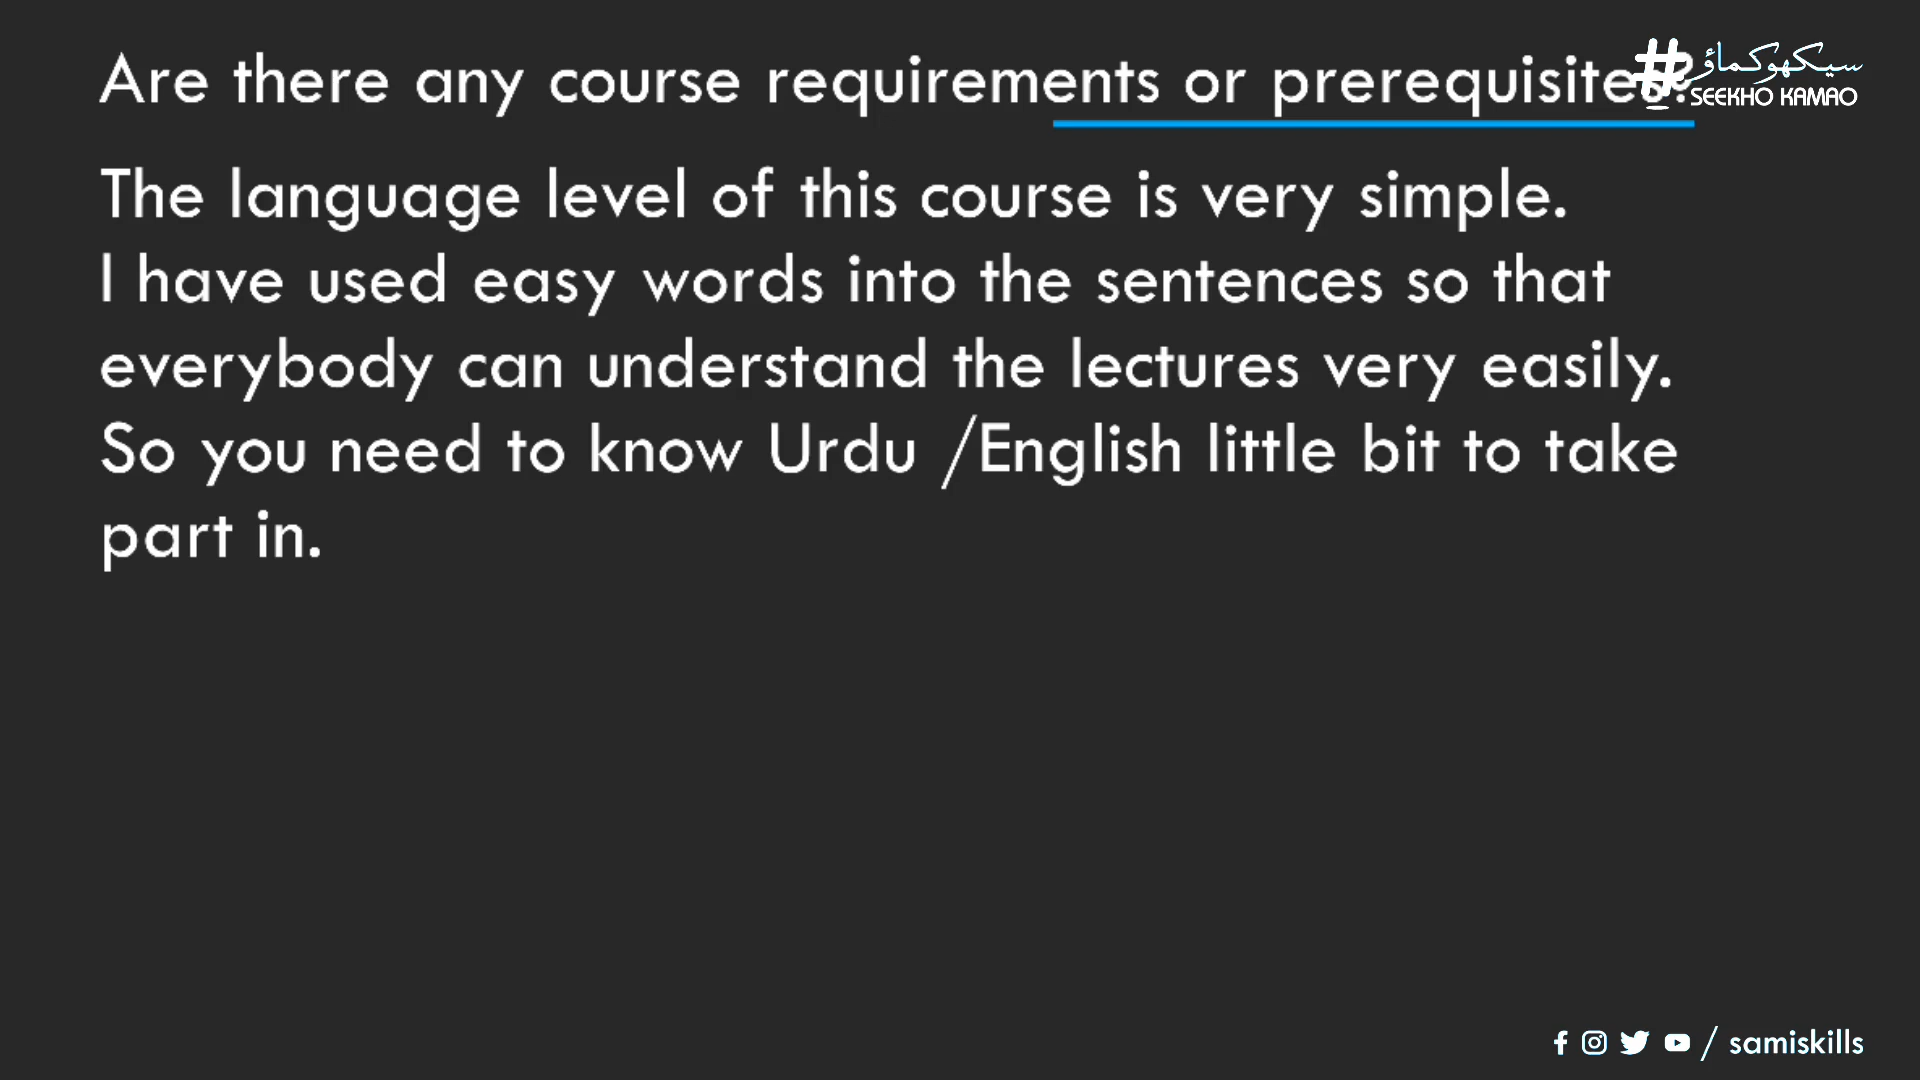 Are there any course requirements or prerequisites?
سیکھو کماؤ
SEEKHO KAMAO
The language level of this course is very simple.
I have used easy words into the sentences so that
everybody can understand the lectures very easily.
So you need to know Urdu /English little bit to take
part in.
/ samiskills